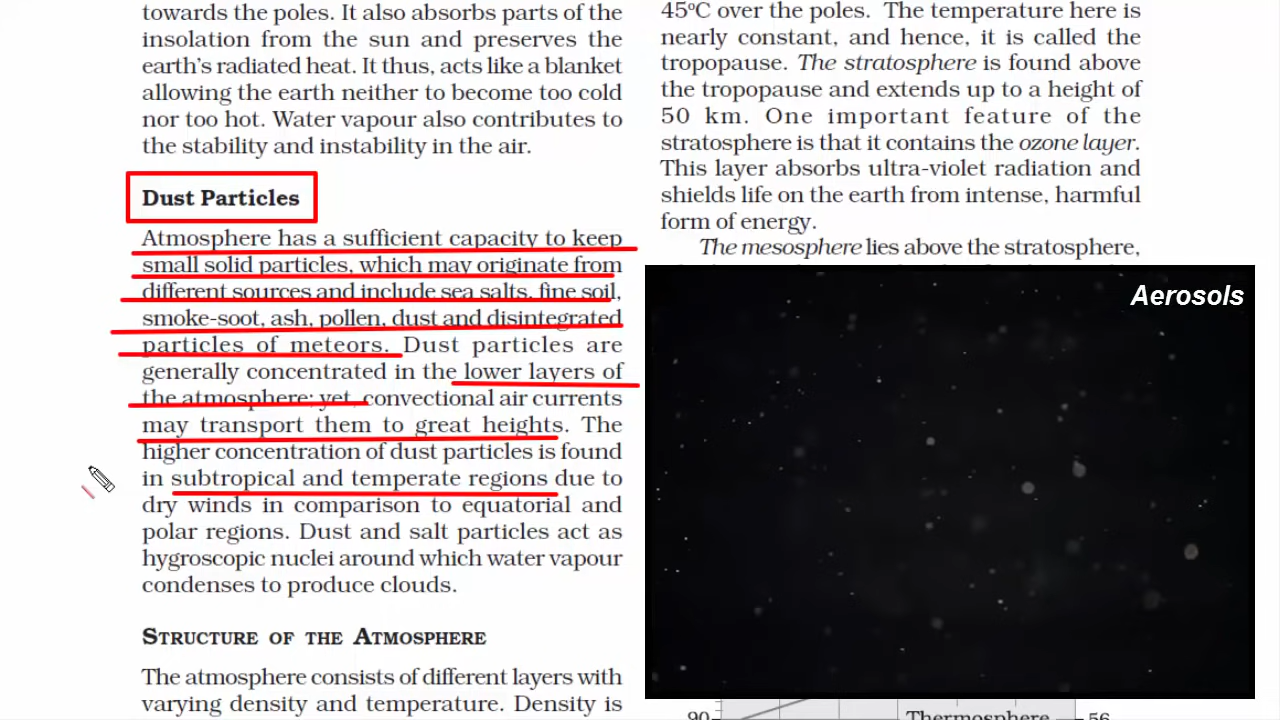 towards the poles. It also absorbs parts of the
insolation from the sun and preserves the
earth's radiated heat. It thus, acts like a blanket
allowing the earth neither to become too cold
nor too hot. Water vapour also contributes to
the stability and instability in the air.
Dust Particles
Atmosphere has a sufficient capacity to keep
small solid particles, which may originate from
different sources and include sea salts, fine soil,
smoke-soot, ash, pollen, dust and disintegrated
particles of meteors. Dust particles are
generally concentrated in the lower layers of
the atmosphere; yet, convectional air currents
may transport them to great heights. The
higher concentration of dust particles is found
in subtropical and temperate regions due to
dry winds in comparison to equatorial and
polar regions. Dust and salt particles act as
hygroscopic nuclei around which water vapour
condenses to produce clouds.
STRUCTURE OF THE ATMOSPHERE
The atmosphere consists of different layers with
varying density and temperature. Density is
45ºC over the poles. The temperature here is
nearly constant, and hence, it is called the
tropopause. The stratosphere is found above
the tropopause and extends up to a height of
50 km. One important feature of the
stratosphere is that it contains the ozone layer.
This layer absorbs ultra-violet radiation and
shields life on the earth from intense, harmful
form of energy.
The mesosphere lies above the stratosphere,
Aerosols
90
Thermosphere
56